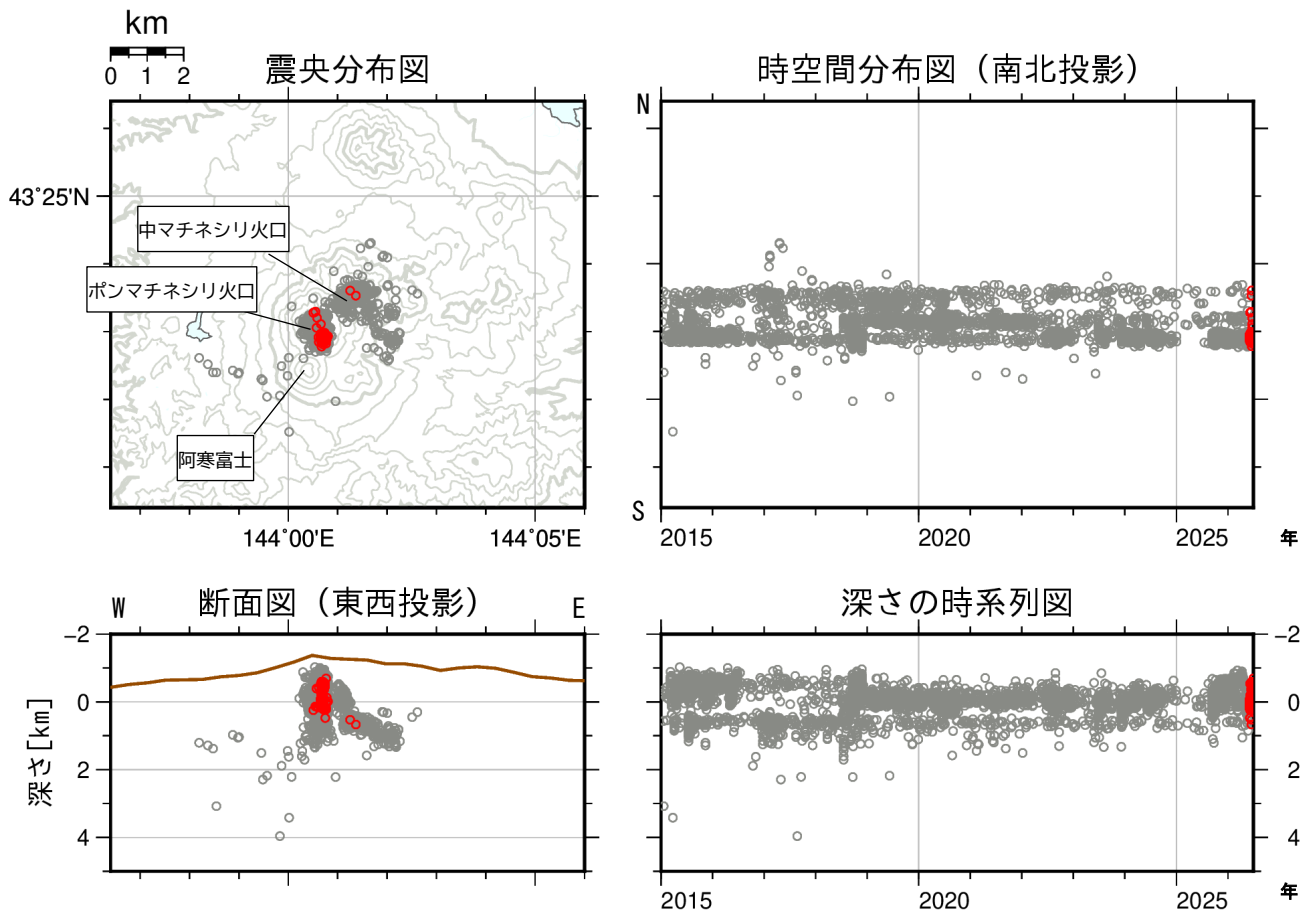 km
0 1 2
震央分布図
43°25'N
中マチネシリ火口
ポンマチネシリ火口
阿寒富士
144°00'E 144°05'E
時空間分布図（南北投影）
N
S
2015 2020 2025 年
断面図（東西投影）
W E
深さ[km]
−2
0
2
4
深さの時系列図
−2
0
2
4
2015 2020 2025 年